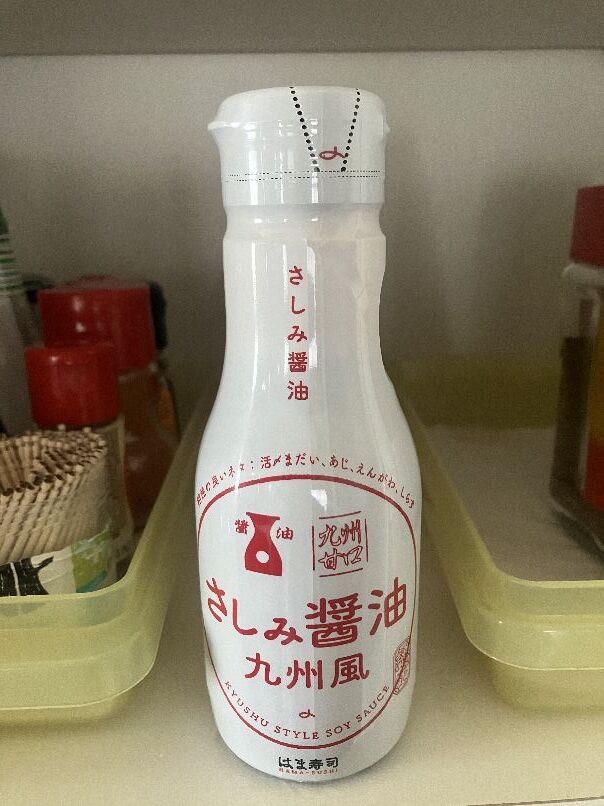 さしみ醤油
相性の良いネタ：活〆まだい、あじ、えんがわ、しらす
醤油
九州
甘口
さしみ醤油
九州風
KYUSHU STYLE SOY SAUCE
はま寿司
HAMA-SUSHI